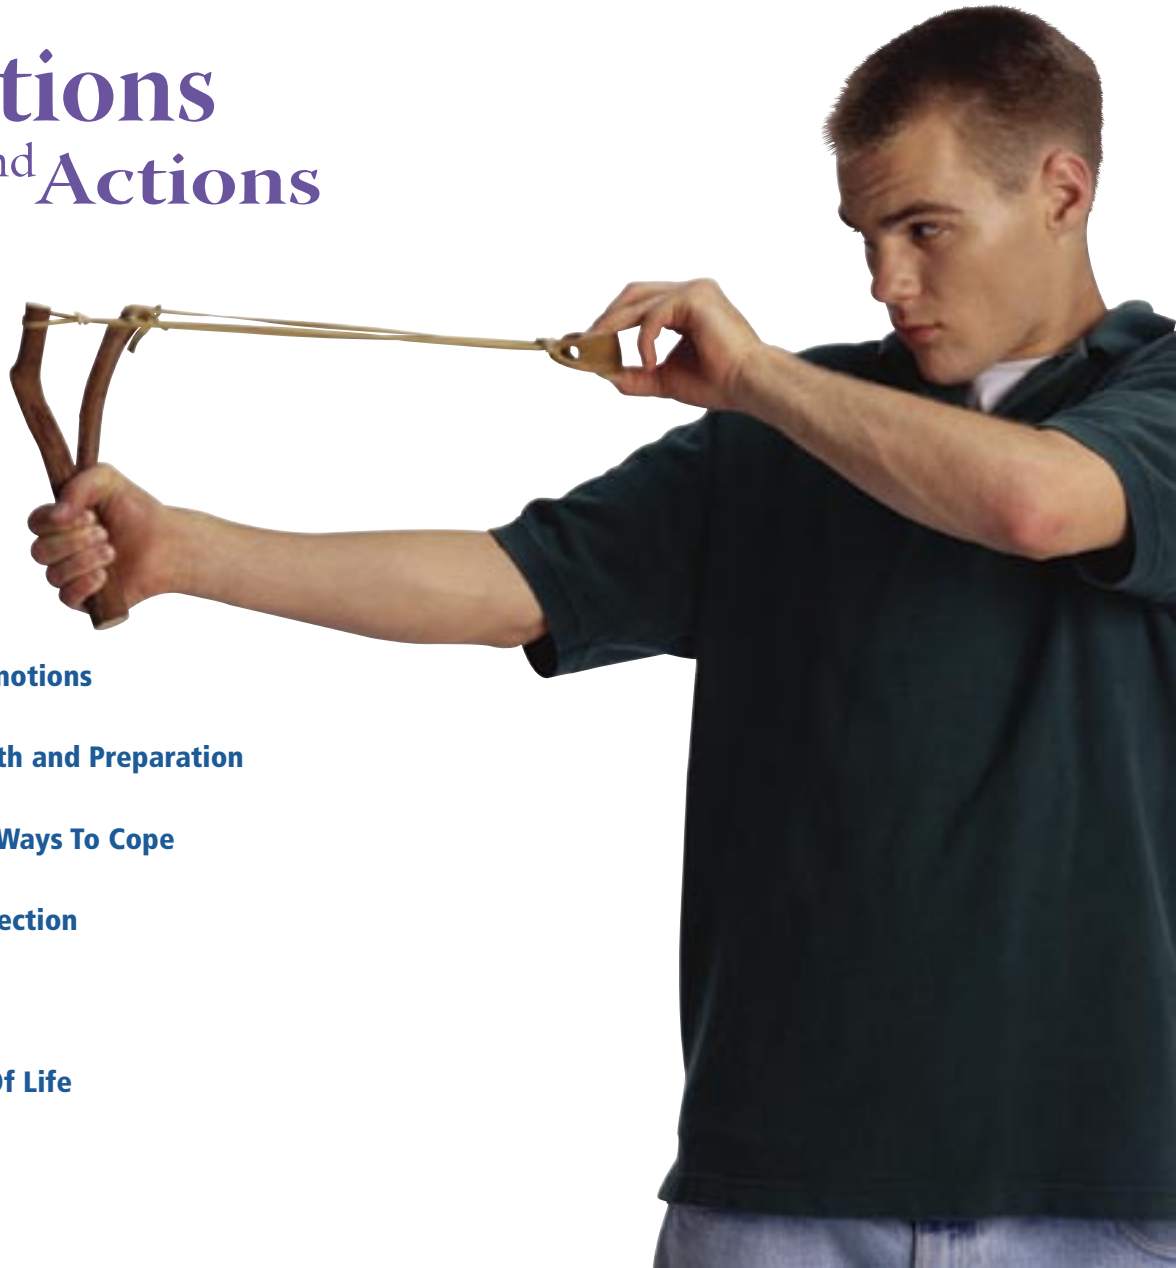 tions
nd Actions
notions
th and Preparation
Ways To Cope
ection
Of Life